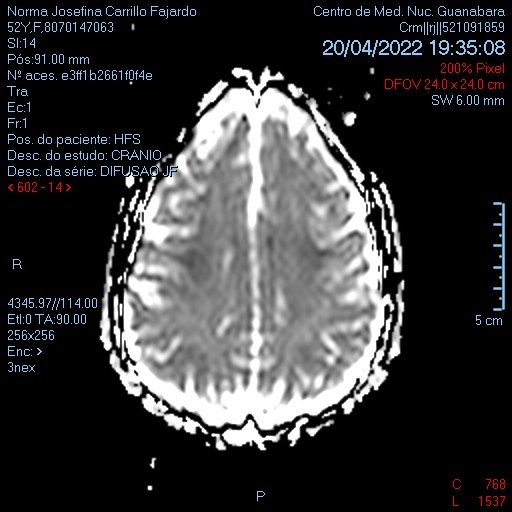 Norma Josefina Carrillo Fajardo
52Y,F,8070147063
Sl:14
Pós:91.00 mm
Nº aces. e3ff1b2661f0f4e
Tra
Ec:1
Fr:1
Pos. do paciente: HFS
Desc. do estudo: CRANIO
Desc. da série: DIFUSAO JF
< 602 - 14 >
Centro de Med. Nuc. Guanabara
Crm||rj||521091859
20/04/2022 19:35:08
200% Pixel
DFOV 24.0 x 24.0 cm
SW 6.00 mm
R
5 cm
4345.97//114.00
Etl:0 TA:90.00
256x256
Enc: >
3nex
P
C 768
L 1537